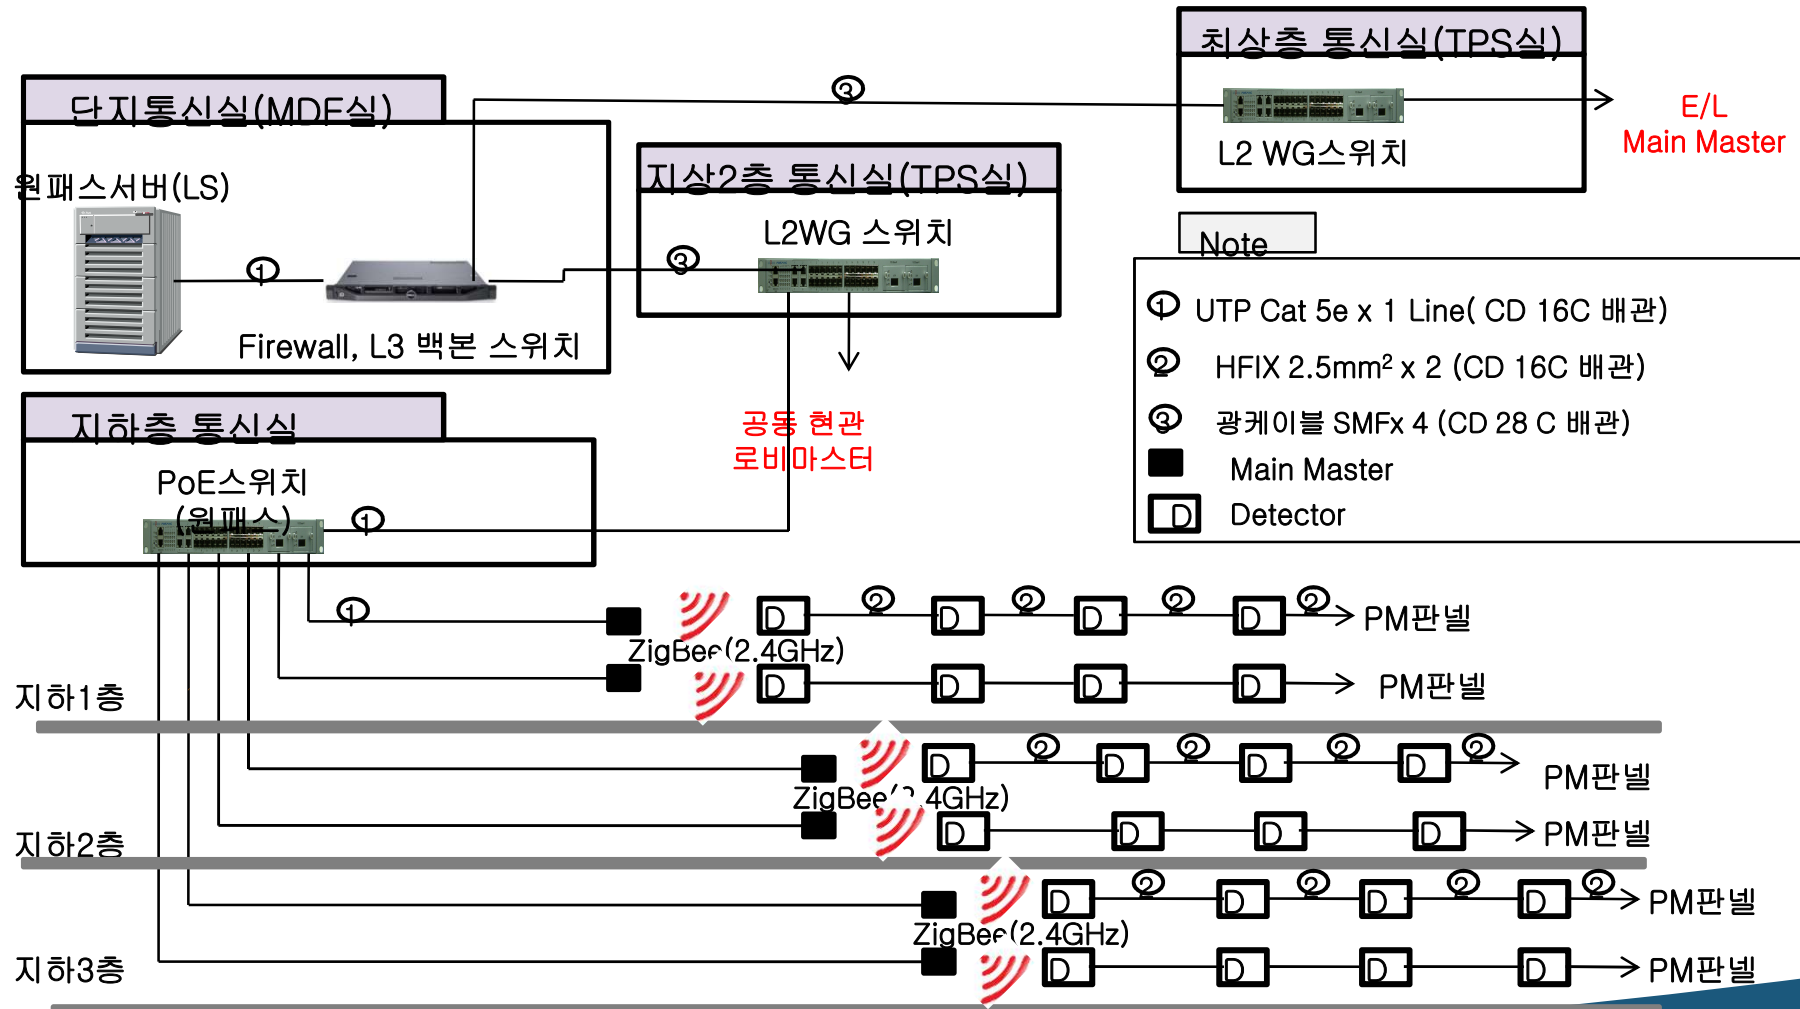 최상층 통신실(TPS실)
단지통신실(MDF실)
③
E/L
Main Master
L2 WG스위치
원패스서버(LS)
지상2층 통신실(TPS실)
L2WG 스위치
①
③
Firewall, L3 백본 스위치
Note
① UTP Cat 5e x 1 Line( CD 16C 배관)
② HFIX 2.5mm² x 2 (CD 16C 배관)
③ 광케이블 SMFx 4 (CD 28 C 배관)
Main Master
D Detector
지하층 통신실
공동 현관
로비마스터
PoE스위치
(원패스)
①
①
D ② D ② D ② D ② PM판넬
ZigBee(2.4GHz)
D D D D PM판넬
지하1층
D ② D ② D ② D ② PM판넬
ZigBee(2.4GHz)
D D D D PM판넬
지하2층
D ② D ② D ② D ② PM판넬
ZigBee(2.4GHz)
D D D D PM판넬
지하3층